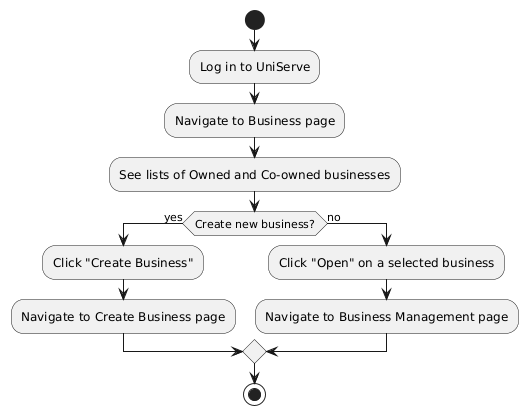 Log in to UniServe
Navigate to Business page
See lists of Owned and Co-owned businesses
yes
Create new business?
no
Click "Create Business"
Click "Open" on a selected business
Navigate to Create Business page
Navigate to Business Management page